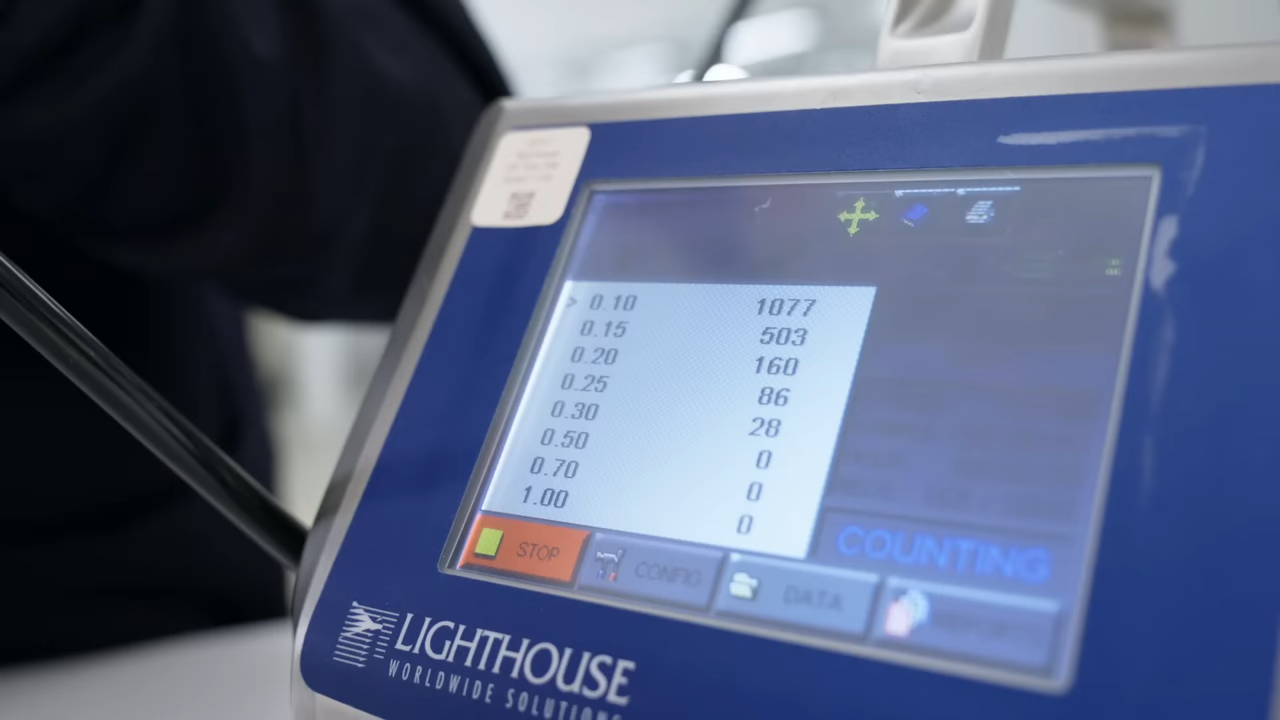 > 0.10 1077
0.15 503
0.20 160
0.25 86
0.30 28
0.50 0
0.70 0
1.00 0
COUNTING
STOP CONFIG DATA
LIGHTHOUSE
WORLDWIDE SOLUTIONS